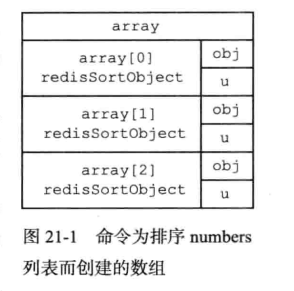 array
array[0]
redisSortObject
obj
u
array[1]
redisSortObject
obj
u
array[2]
redisSortObject
obj
u
图 21-1 命令为排序 numbers
列表而创建的数组